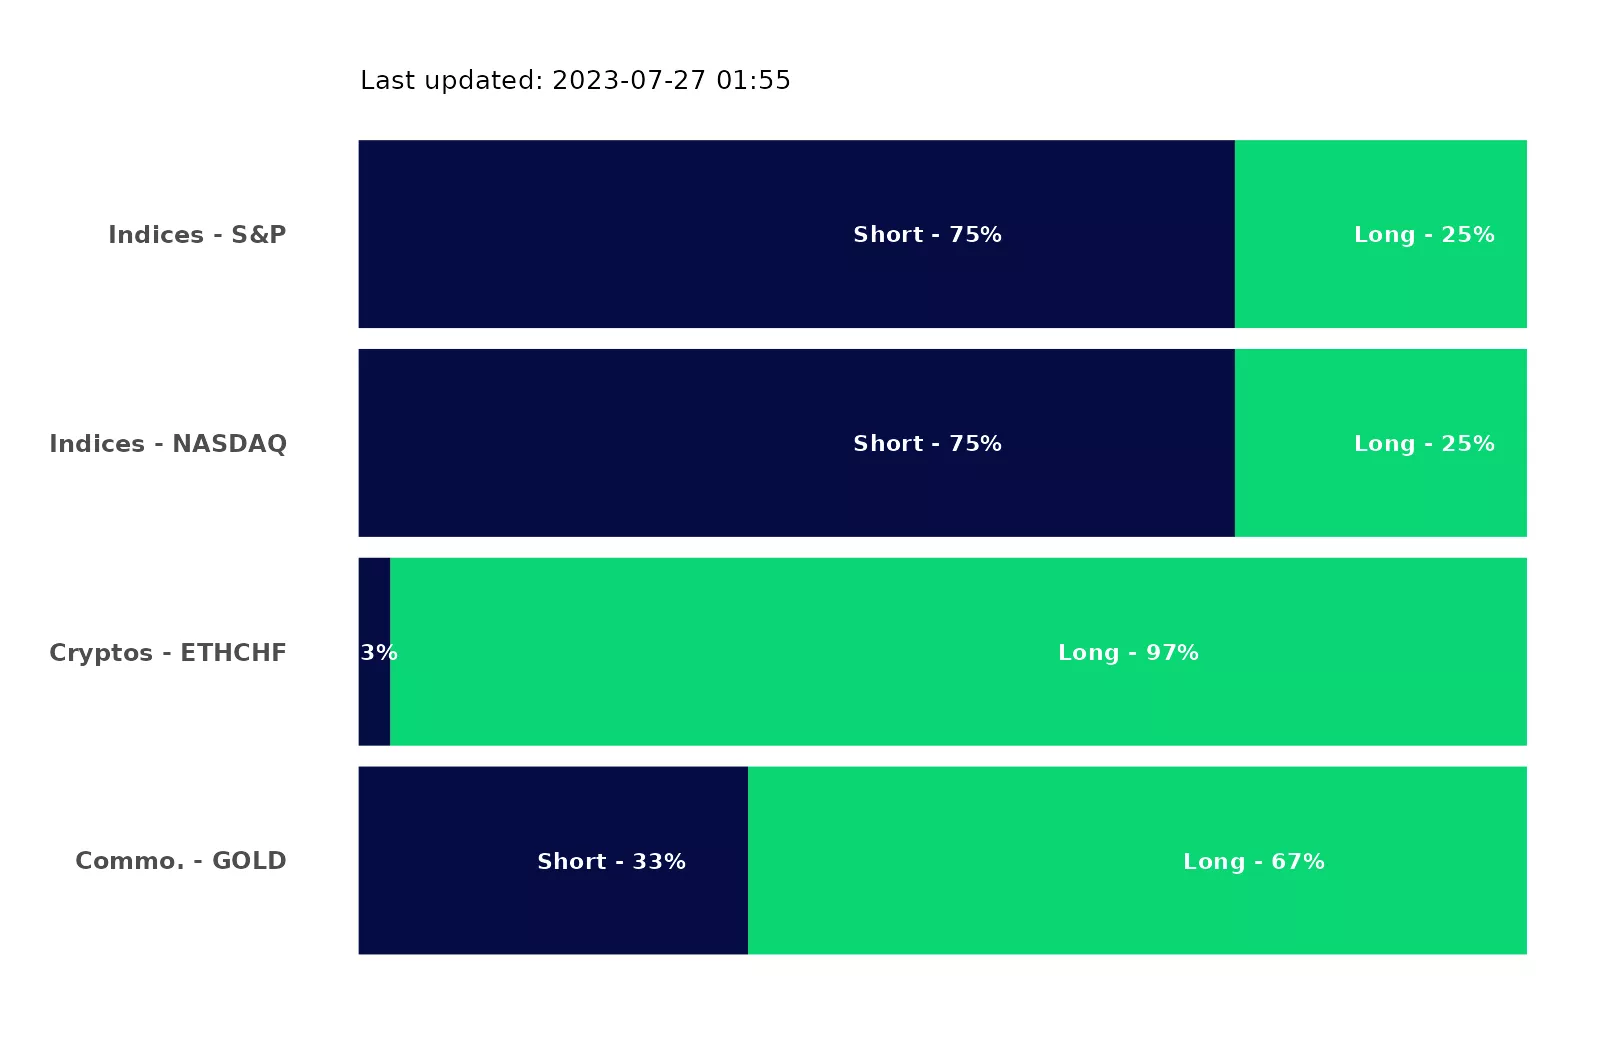 Last updated: 2023-07-27 01:55
Indices - S&P Short - 75% Long - 25%
Indices - NASDAQ Short - 75% Long - 25%
Cryptos - ETHCHF 3% Long - 97%
Commo. - GOLD Short - 33% Long - 67%